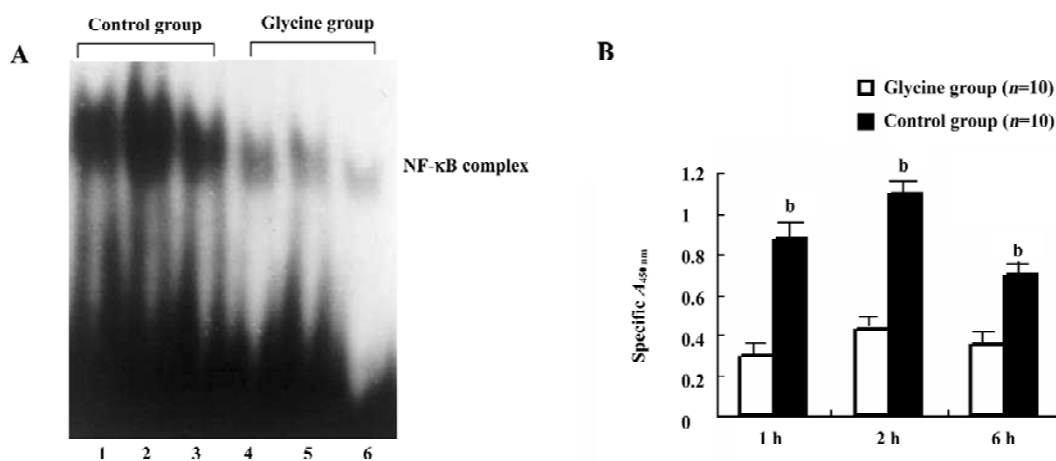 A
Control group
Glycine group
NF-κB complex
1 2 3 4 5 6
B
Glycine group (n=10)
Control group (n=10)
Specific A450 nm
1.2
1
0.8
0.6
0.4
0.2
0
b
b
b
1 h
2 h
6 h